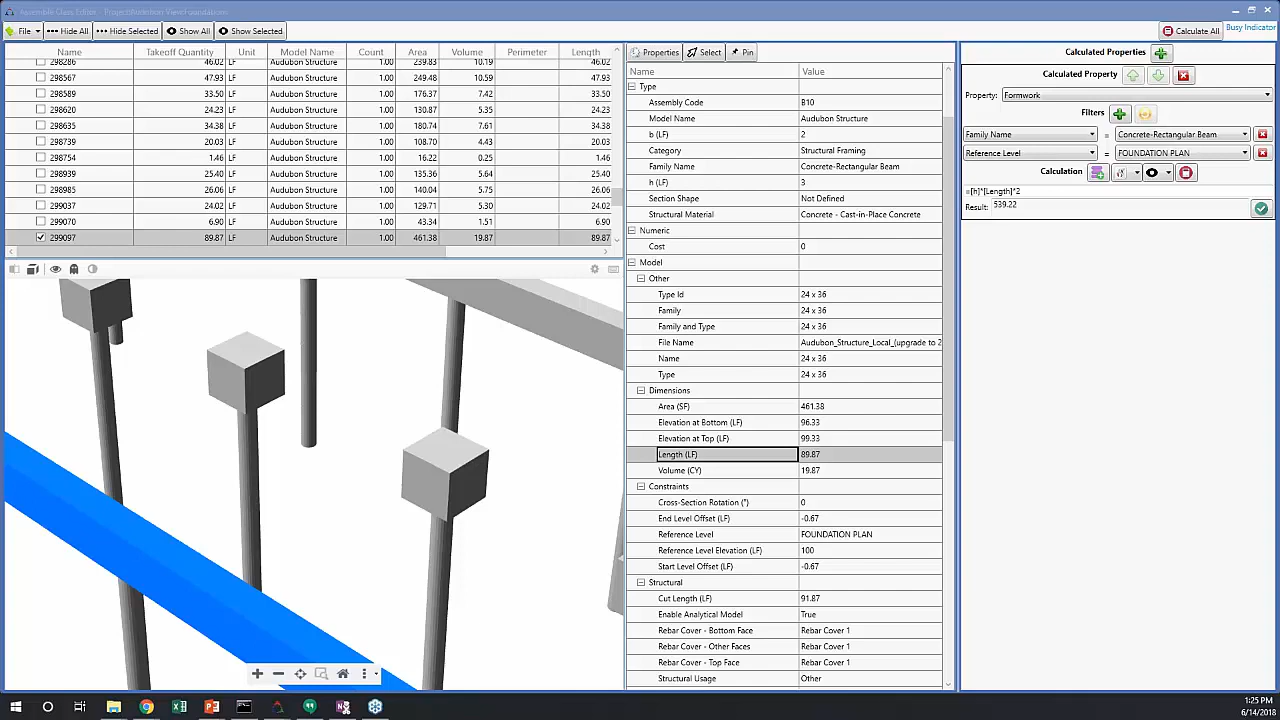 Assemble Glass Editor - Project:Audubon View:Foundations
File Hide All Hide Selected Show All Show Selected Calculate All Busy Indicator
Name Takeoff Quantity Unit Model Name Count Area Volume Perimeter Length
298286 46.02 LF Audubon Structure 1.00 239.83 10.19 46.02
298567 47.93 LF Audubon Structure 1.00 249.48 10.59 47.93
298589 33.50 LF Audubon Structure 1.00 176.37 7.42 33.50
298620 24.23 LF Audubon Structure 1.00 130.87 5.35 24.23
298635 34.38 LF Audubon Structure 1.00 180.74 7.61 34.38
298739 20.03 LF Audubon Structure 1.00 108.70 4.43 20.03
298754 1.46 LF Audubon Structure 1.00 16.22 0.25 1.46
298939 25.40 LF Audubon Structure 1.00 135.36 5.64 25.40
298985 26.06 LF Audubon Structure 1.00 140.04 5.75 26.06
299037 24.02 LF Audubon Structure 1.00 129.71 5.30 24.02
299070 6.90 LF Audubon Structure 1.00 43.34 1.51 6.90
299097 89.87 LF Audubon Structure 1.00 461.38 19.87 89.87
Properties Select Pin
Name Value
Type
Assembly Code B10
Model Name Audubon Structure
b (LF) 2
Category Structural Framing
Family Name Concrete-Rectangular Beam
h (LF) 3
Section Shape Not Defined
Structural Material Concrete - Cast-in-Place Concrete
Numeric
Cost 0
Model
Other
Type Id 24 x 36
Family 24 x 36
Family and Type 24 x 36
File Name Audubon_Structure_Local_(upgrade to 2
Name 24 x 36
Type 24 x 36
Dimensions
Area (SF) 461.38
Elevation at Bottom (LF) 96.33
Elevation at Top (LF) 99.33
Length (LF) 89.87
Volume (CY) 19.87
Constraints
Cross-Section Rotation (°) 0
End Level Offset (LF) -0.67
Reference Level FOUNDATION PLAN
Reference Level Elevation (LF) 100
Start Level Offset (LF) -0.67
Structural
Cut Length (LF) 91.87
Enable Analytical Model True
Rebar Cover - Bottom Face Rebar Cover 1
Rebar Cover - Other Faces Rebar Cover 1
Rebar Cover - Top Face Rebar Cover 1
Structural Usage Other
Calculated Properties
Calculated Property
Property: Formwork
Filters
Family Name = Concrete-Rectangular Beam
Reference Level = FOUNDATION PLAN
Calculation
=[h]*[Length]*2
Result: 539.22
1:25 PM
6/14/2018